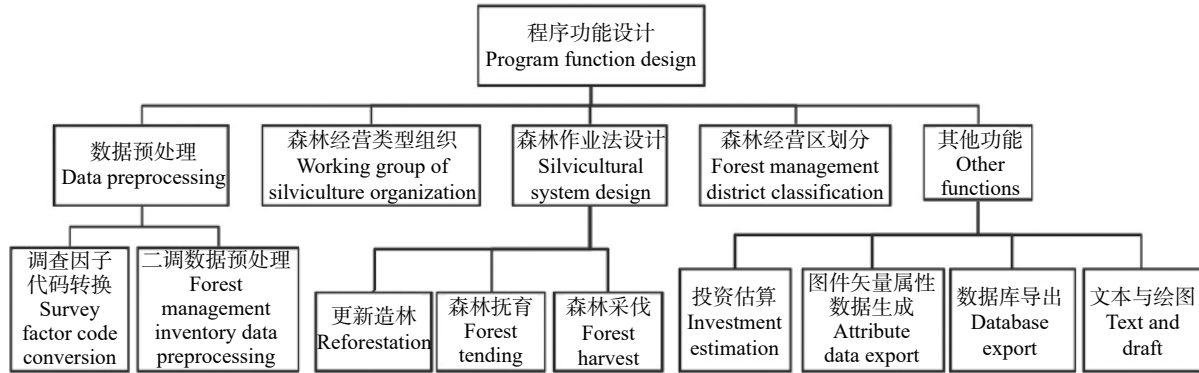 程序功能设计
Program function design
数据预处理
Data preprocessing
森林经营类型组织
Working group of
silviculture organization
森林作业法设计
Silvicultural
system design
森林经营区划分
Forest management
district classification
其他功能
Other
functions
调查因子
代码转换
Survey
factor code
conversion
二调数据预处理
Forest
management
inventory data
preprocessing
更新造林
Reforestation
森林抚育
Forest
tending
森林采伐
Forest
harvest
投资估算
Investment
estimation
图件矢量属性
数据生成
Attribute
data export
数据库导出
Database
export
文本与绘图
Text and
draft